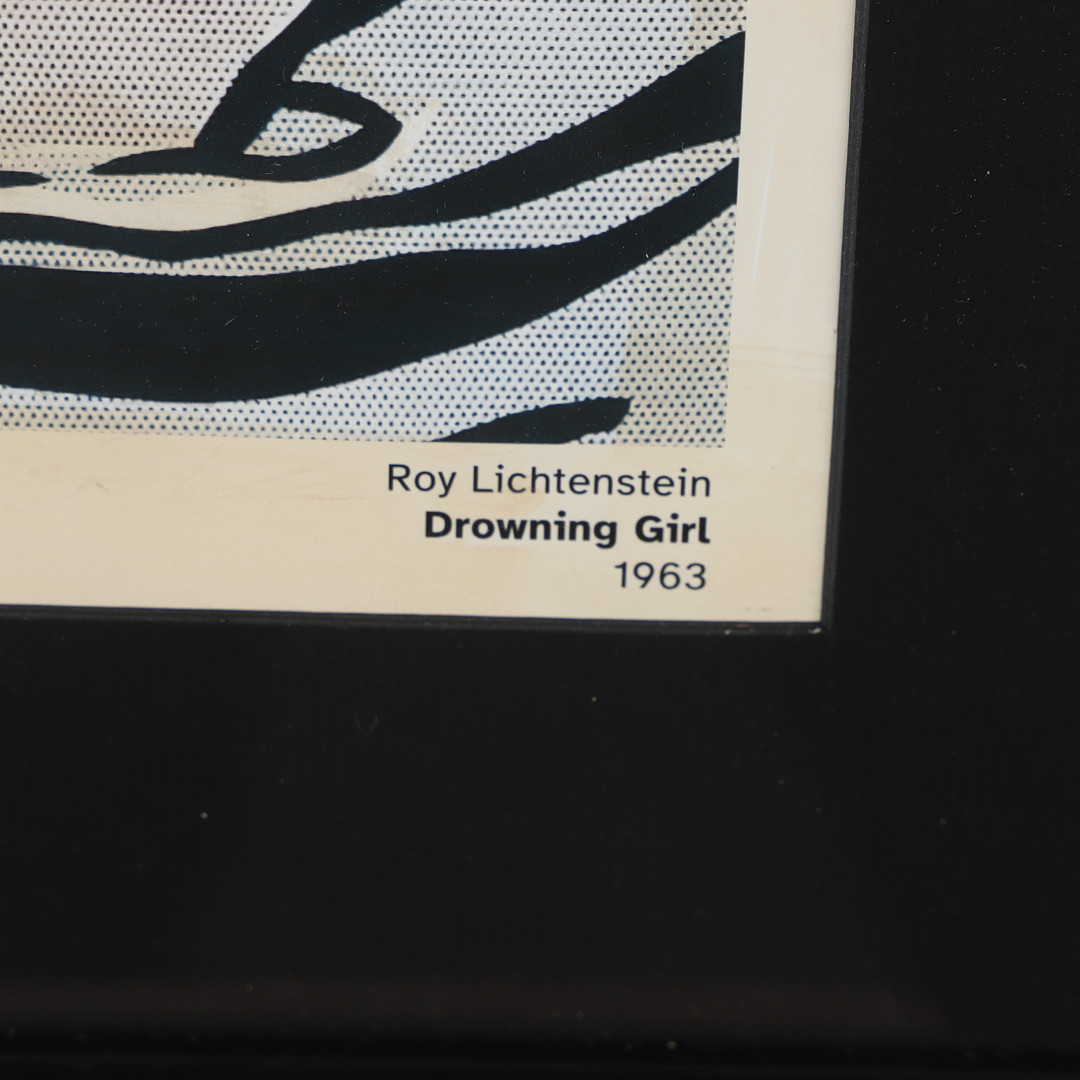 Roy Lichtenstein
Drowning Girl
1963